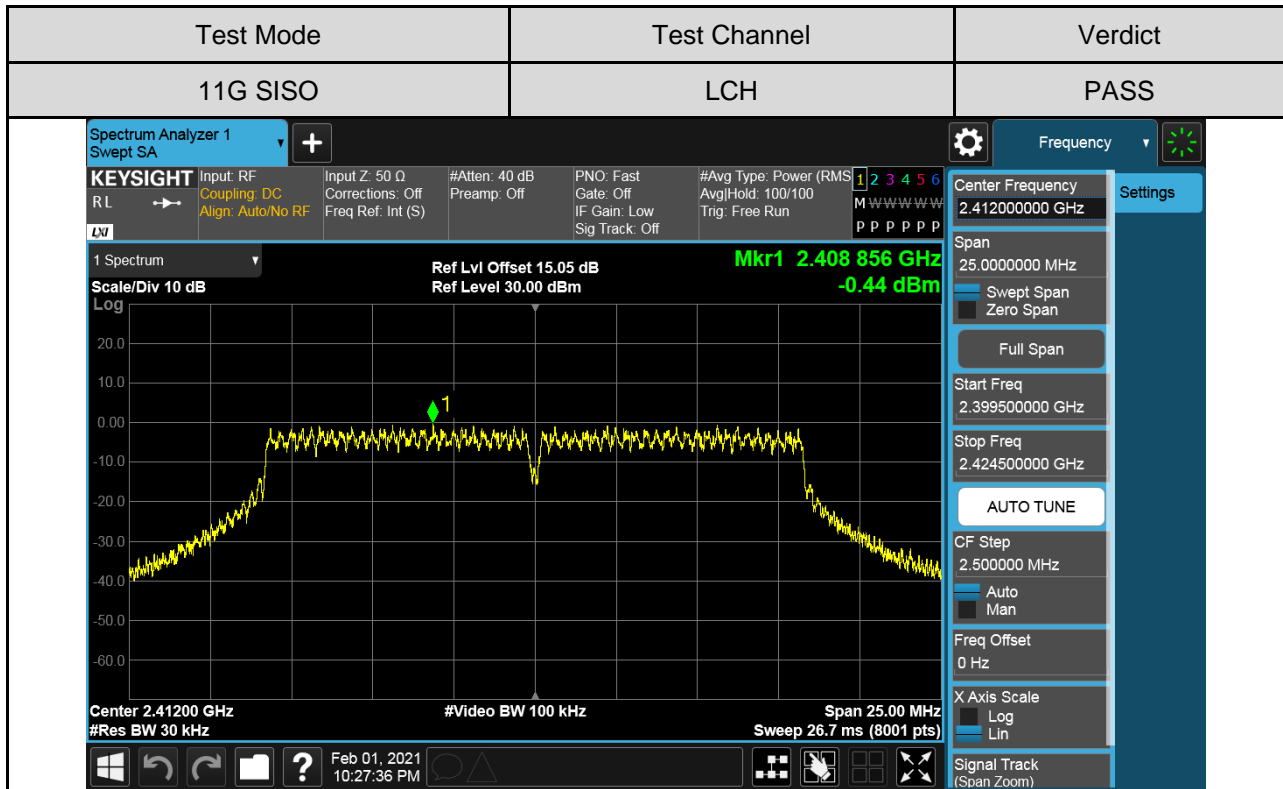 Test Mode Test Channel Verdict
11G SISO LCH PASS
Spectrum Analyzer 1
Swept SA
Frequency
KEYSIGHT
RL
LXI
Input: RF
Coupling: DC
Align: Auto/No RF
Input Z: 50 Ω
Corrections: Off
Freq Ref: Int (S)
#Atten: 40 dB
Preamp: Off
PNO: Fast
Gate: Off
IF Gain: Low
Sig Track: Off
#Avg Type: Power (RMS
Avg|Hold: 100/100
Trig: Free Run
1 2 3 4 5 6
M W W W W W
P P P P P P
1 Spectrum
Scale/Div 10 dB
Log
Ref Lvl Offset 15.05 dB
Ref Level 30.00 dBm
Mkr1 2.408 856 GHz
-0.44 dBm
20.0
10.0
0.00
-10.0
-20.0
-30.0
-40.0
-50.0
-60.0
1
Center 2.41200 GHz
#Res BW 30 kHz
#Video BW 100 kHz
Span 25.00 MHz
Sweep 26.7 ms (8001 pts)
Feb 01, 2021
10:27:36 PM
?
Center Frequency
2.412000000 GHz
Settings
Span
25.0000000 MHz
Swept Span
Zero Span
Full Span
Start Freq
2.399500000 GHz
Stop Freq
2.424500000 GHz
AUTO TUNE
CF Step
2.500000 MHz
Auto
Man
Freq Offset
0 Hz
X Axis Scale
Log
Lin
Signal Track
(Span Zoom)